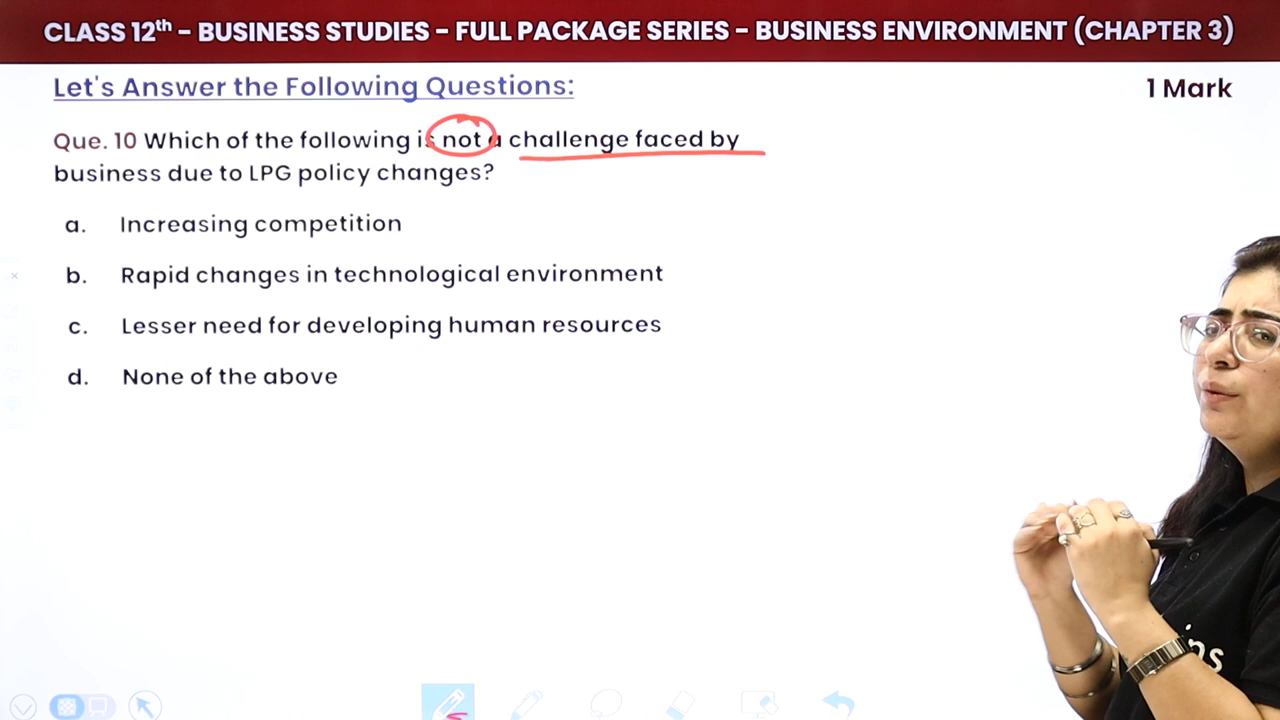 CLASS 12th – BUSINESS STUDIES – FULL PACKAGE SERIES – BUSINESS ENVIRONMENT (CHAPTER 3)
Let's Answer the Following Questions:
1 Mark
Que. 10 Which of the following is not a challenge faced by
business due to LPG policy changes?
a. Increasing competition
b. Rapid changes in technological environment
c. Lesser need for developing human resources
d. None of the above